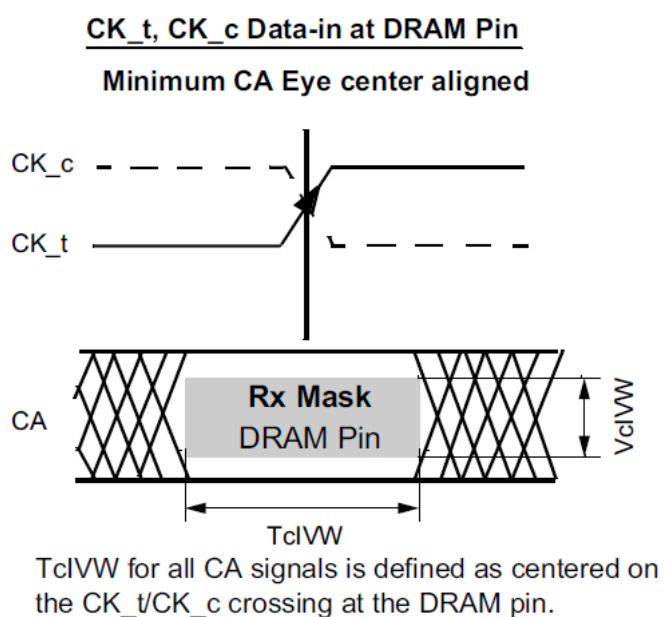 CK_t, CK_c Data-in at DRAM Pin
Minimum CA Eye center aligned
CK_c
CK_t
CA
Rx Mask
DRAM Pin
VcIVW
TcIVW
TcIVW for all CA signals is defined as centered on
the CK_t/CK_c crossing at the DRAM pin.